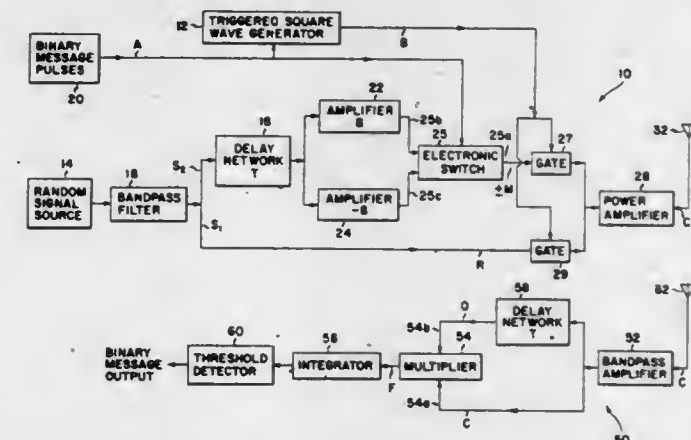 12
TRIGGERED SQUARE
WAVE GENERATOR
B
BINARY
MESSAGE
PULSES
20
A
10
22
AMPLIFIER
G
25b
16
DELAY
NETWORK
T
25
ELECTRONIC
SWITCH
25a
27
GATE
32
±M
14
RANDOM
SIGNAL
SOURCE
18
BANDPASS
FILTER
S₂
S₁
AMPLIFIER
-G
24
25c
28
POWER
AMPLIFIER
C
R
GATE
29
58
DELAY
NETWORK T
52
D
60
THRESHOLD
DETECTOR
56
INTEGRATOR
54b
54
MULTIPLIER
52
BANDPASS
AMPLIFIER
C
BINARY
MESSAGE
OUTPUT
F
54a
C
50